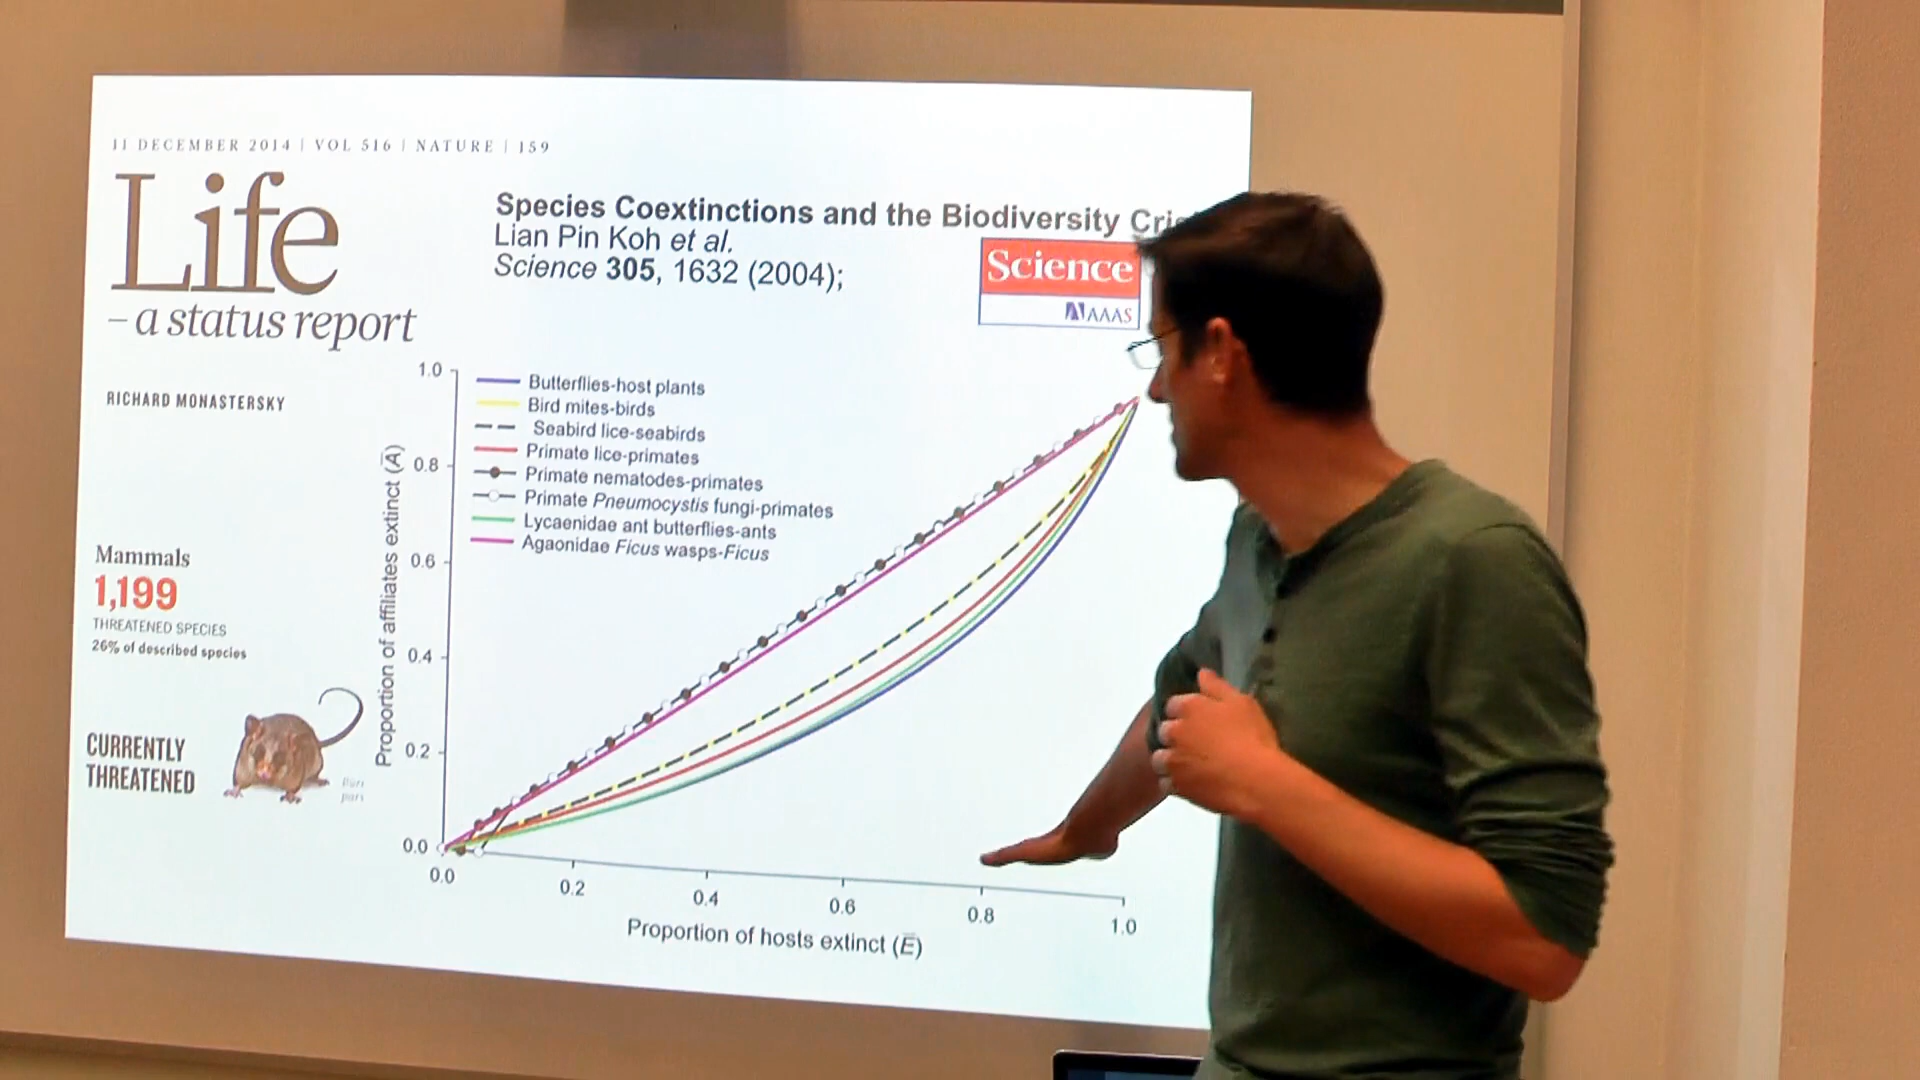 11 DECEMBER 2014 | VOL 516 | NATURE | 159
Life
– a status report
RICHARD MONASTERSKY
Mammals
1,199
THREATENED SPECIES
26% of described species
CURRENTLY
THREATENED
Species Coextinctions and the Biodiversity
Lian Pin Koh et al.
Science 305, 1632 (2004);
Science
AAAS
Butterflies-host plants
Bird mites-birds
Seabird lice-seabirds
Primate lice-primates
Primate nematodes-primates
Primate Pneumocystis fungi-primates
Lycaenidae ant butterflies-ants
Agaonidae Ficus wasps-Ficus
Proportion of affiliates extinct (A̅)
1.0
0.8
0.6
0.4
0.2
0.0
0.0
0.2
0.4
0.6
0.8
1.0
Proportion of hosts extinct (E̅)